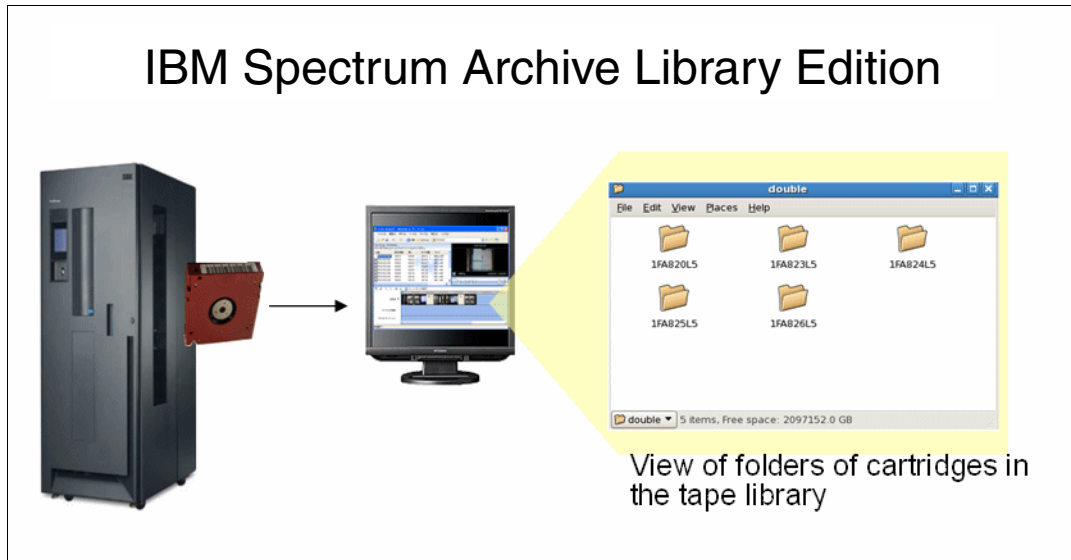 IBM Spectrum Archive Library Edition
double
File Edit View Places Help
1FA820L5 1FA823L5 1FA824L5
1FA825L5 1FA826L5
double 5 items, Free space: 2097152.0 GB
View of folders of cartridges in
the tape library